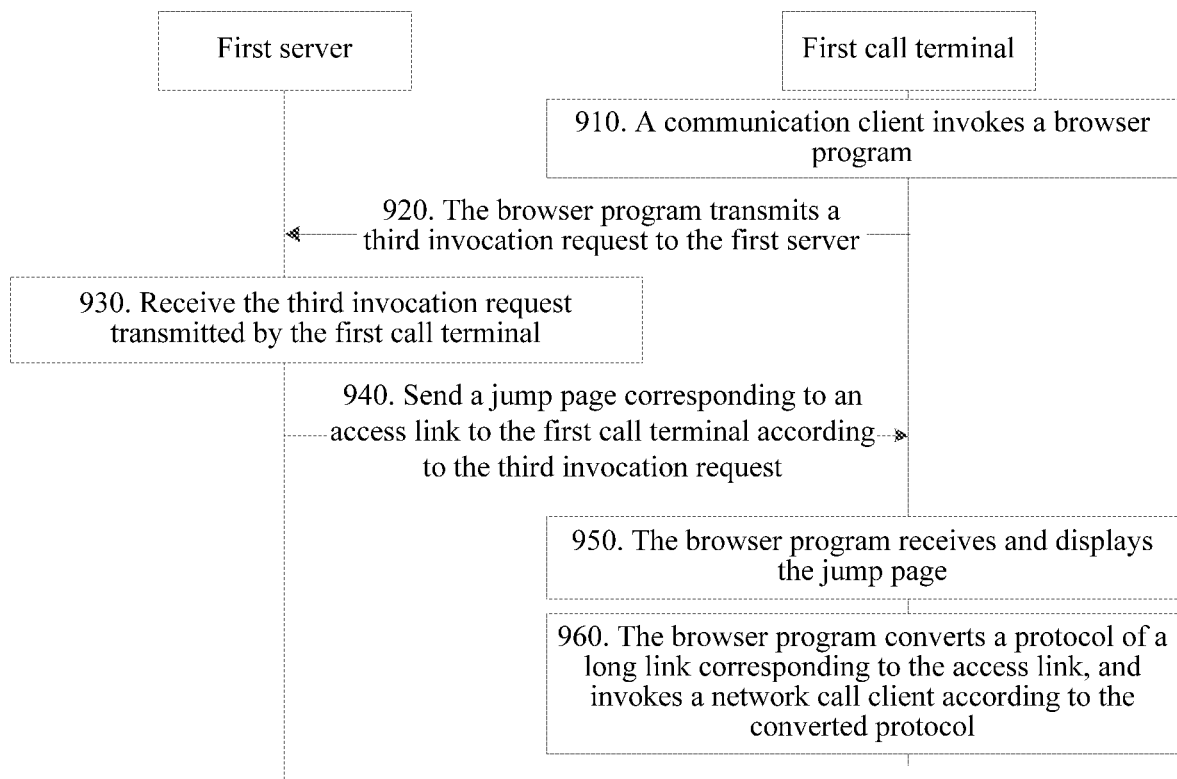 First server
First call terminal
910. A communication client invokes a browser
program
920. The browser program transmits a
third invocation request to the first server
930. Receive the third invocation request
transmitted by the first call terminal
940. Send a jump page corresponding to an
access link to the first call terminal according
to the third invocation request
950. The browser program receives and displays
the jump page
960. The browser program converts a protocol of a
long link corresponding to the access link, and
invokes a network call client according to the
converted protocol